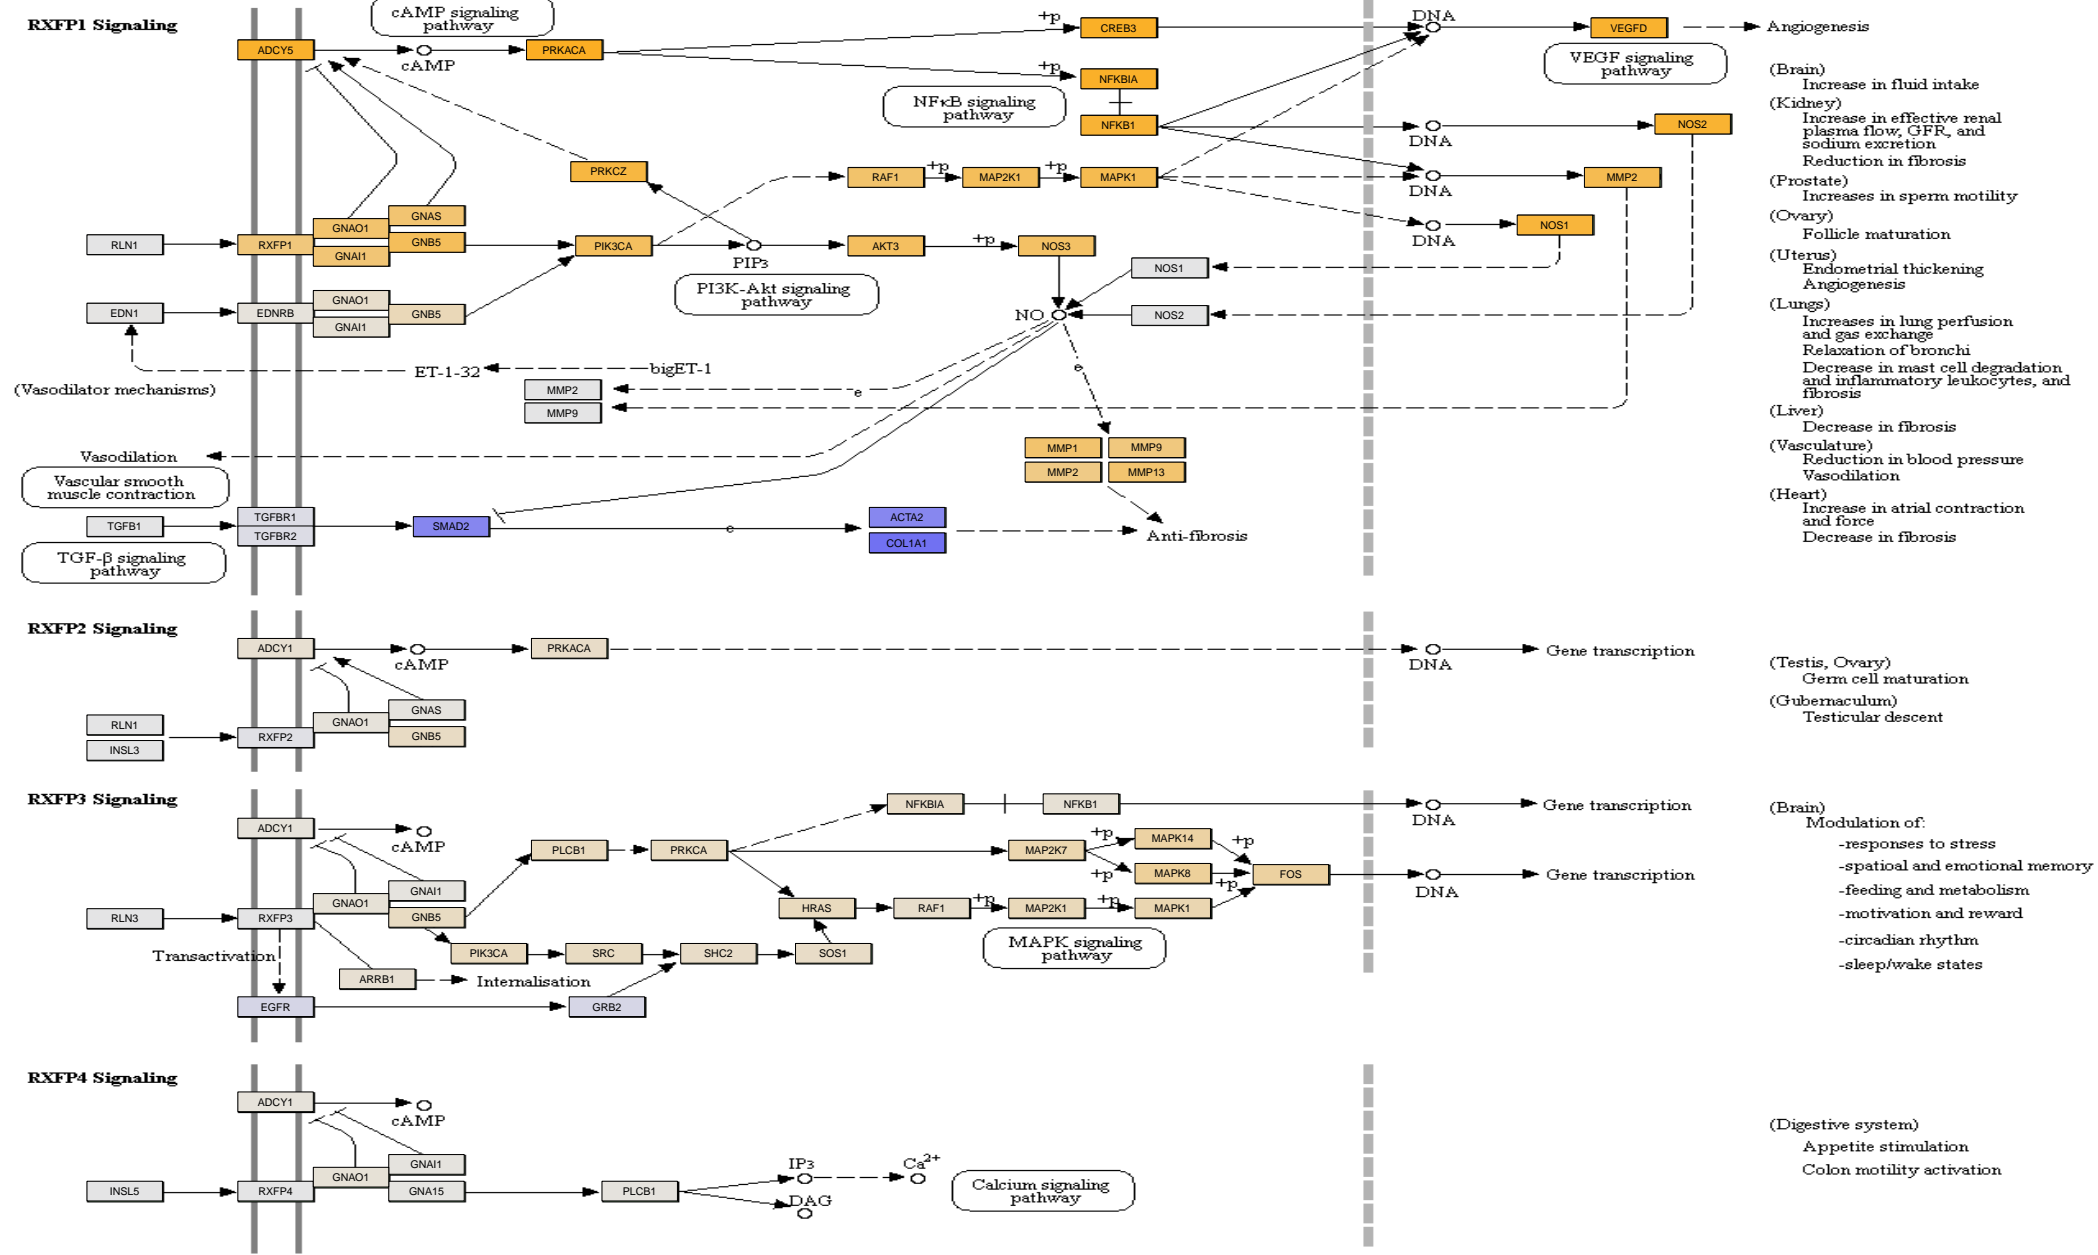 RXFP1 Signaling
cAMP signaling
pathway
ADCY5
cAMP
PRKACA
+p
CREB3
DNA
VEGFD
Angiogenesis
VEGF signaling
pathway
+p
NFKBIA
NFκB signaling
pathway
NFKB1
DNA
NOS2
PRKCZ
RAF1
+p
MAP2K1
+p
MAPK1
DNA
MMP2
GNAS
GNAO1
RLN1
RXFP1
GNB5
GNAI1
PIK3CA
PIP3
AKT3
+p
NOS3
DNA
NOS1
NOS1
PI3K-Akt signaling
pathway
GNAO1
EDN1
EDNRB
GNB5
GNAI1
NO
NOS2
ET-1-32
bigET-1
(Vasodilator mechanisms)
MMP2
MMP9
e
e
MMP1
MMP9
MMP2
MMP13
Vasodilation
Vascular smooth
muscle contraction
TGFB1
TGFBR1
TGFBR2
SMAD2
e
ACTA2
COL1A1
Anti-fibrosis
TGF-β signaling
pathway
(Brain)
Increase in fluid intake
(Kidney)
Increase in effective renal
plasma flow, GFR, and
sodium excretion
Reduction in fibrosis
(Prostate)
Increases in sperm motility
(Ovary)
Follicle maturation
(Uterus)
Endometrial thickening
Angiogenesis
(Lungs)
Increases in lung perfusion
and gas exchange
Relaxation of bronchi
Decrease in mast cell degradation
and inflammatory leukocytes, and
fibrosis
(Liver)
Decrease in fibrosis
(Vasculature)
Reduction in blood pressure
Vasodilation
(Heart)
Increase in atrial contraction
and force
Decrease in fibrosis
RXFP2 Signaling
ADCY1
cAMP
PRKACA
DNA
Gene transcription
GNAS
GNAO1
RLN1
INSL3
RXFP2
GNB5
(Testis, Ovary)
Germ cell maturation
(Gubernaculum)
Testicular descent
RXFP3 Signaling
ADCY1
cAMP
PLCB1
PRKCA
NFKBIA
NFKB1
DNA
Gene transcription
MAP2K7
+p
MAPK14
+p
+p
MAPK8
+p
FOS
DNA
Gene transcription
GNAI1
GNAO1
RLN3
RXFP3
GNB5
HRAS
RAF1
+p
MAP2K1
+p
MAPK1
Transactivation
PIK3CA
SRC
SHC2
SOS1
MAPK signaling
pathway
ARRB1
Internalisation
EGFR
GRB2
(Brain)
Modulation of:
-responses to stress
-spatioal and emotional memory
-feeding and metabolism
-motivation and reward
-circadian rhythm
-sleep/wake states
RXFP4 Signaling
ADCY1
cAMP
GNAI1
GNAO1
INSL5
RXFP4
GNA15
PLCB1
IP3
Ca2+
DAG
Calcium signaling
pathway
(Digestive system)
Appetite stimulation
Colon motility activation